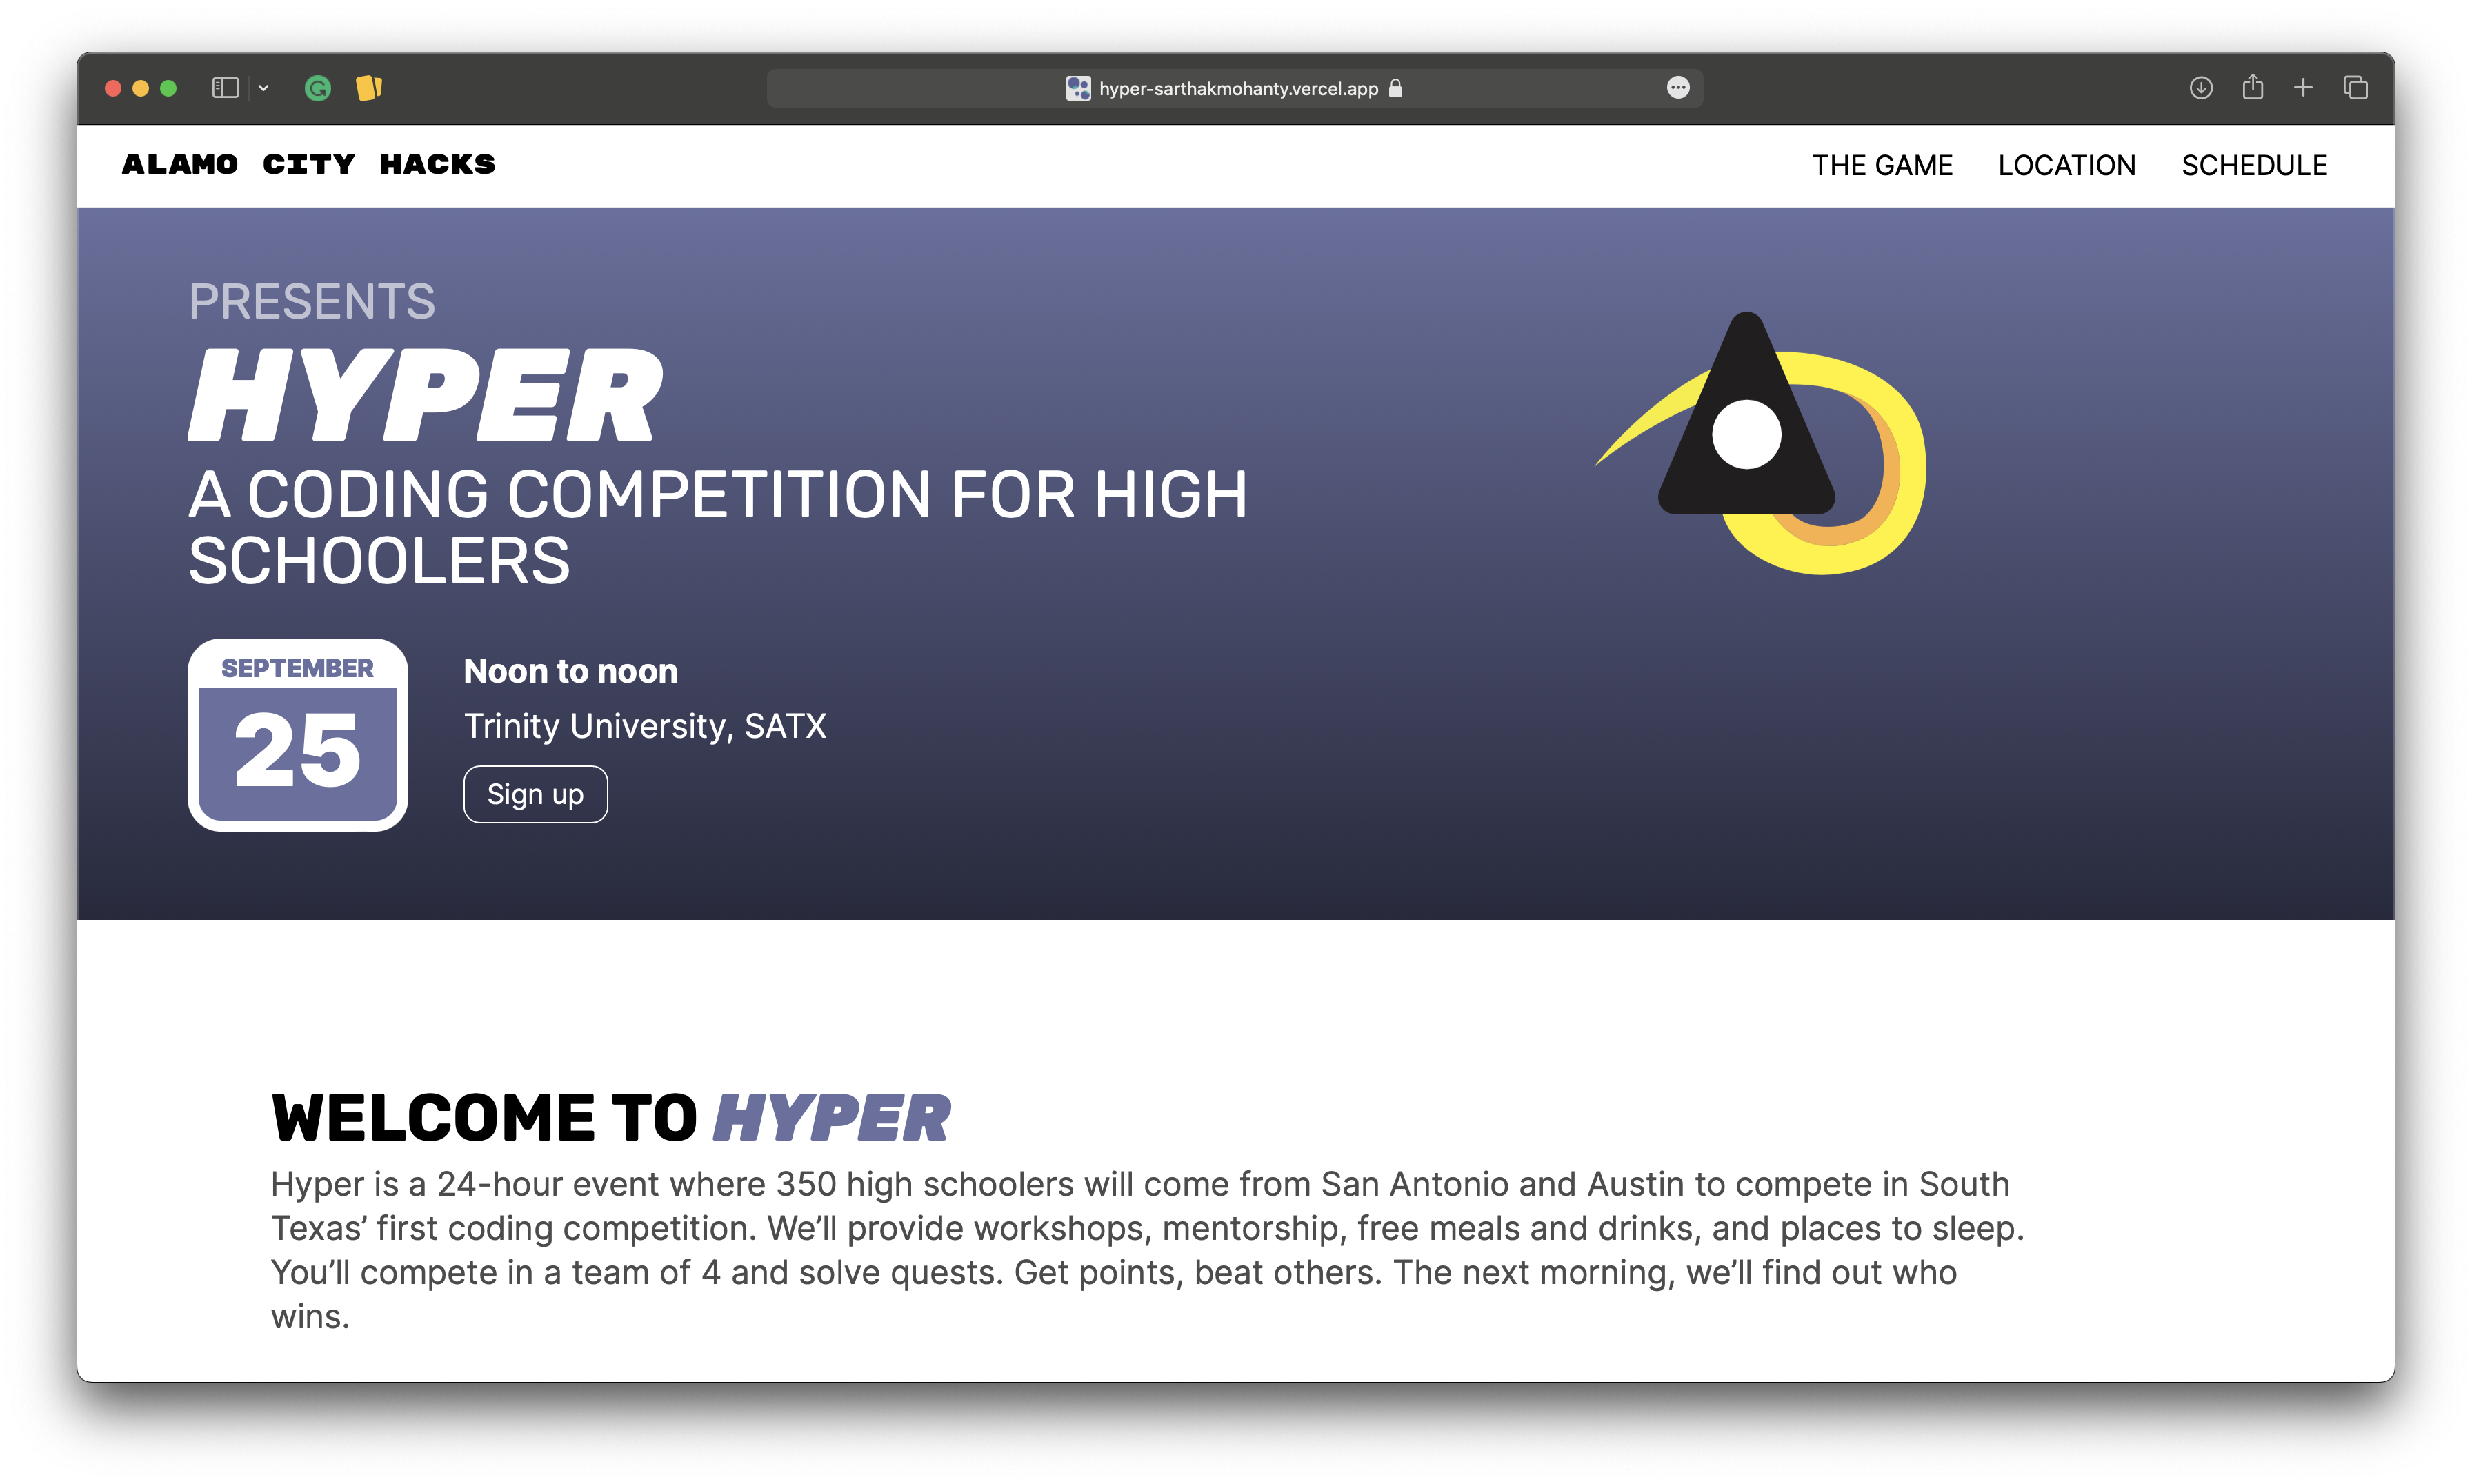 hyper-sarthakmohanty.vercel.app
ALAMO CITY HACKS
THE GAME LOCATION SCHEDULE
PRESENTS
HYPER
A CODING COMPETITION FOR HIGH
SCHOOLERS
SEPTEMBER
25
Noon to noon
Trinity University, SATX
Sign up
WELCOME TO HYPER
Hyper is a 24-hour event where 350 high schoolers will come from San Antonio and Austin to compete in South
Texas’ first coding competition. We’ll provide workshops, mentorship, free meals and drinks, and places to sleep.
You’ll compete in a team of 4 and solve quests. Get points, beat others. The next morning, we’ll find out who
wins.